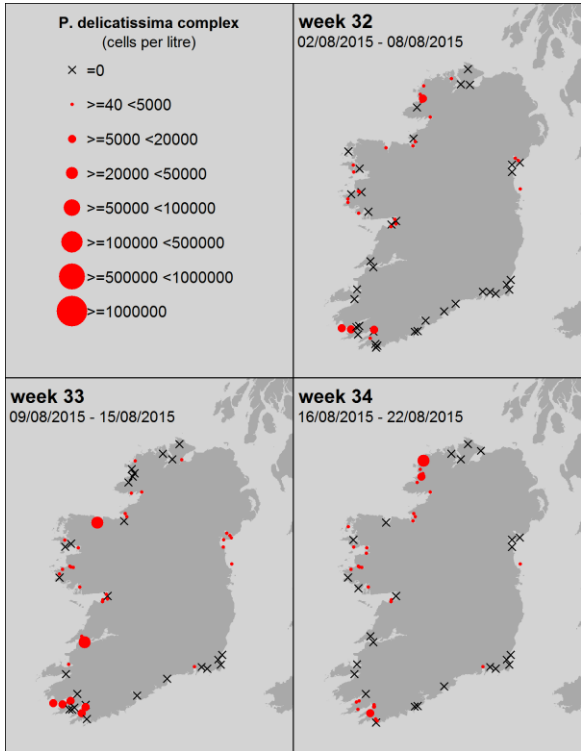 P. delicatissima complex
(cells per litre)
=0
>=40 <5000
>=5000 <20000
>=20000 <50000
>=50000 <100000
>=100000 <500000
>=500000 <1000000
>=1000000
week 32
02/08/2015 - 08/08/2015
week 33
09/08/2015 - 15/08/2015
week 34
16/08/2015 - 22/08/2015